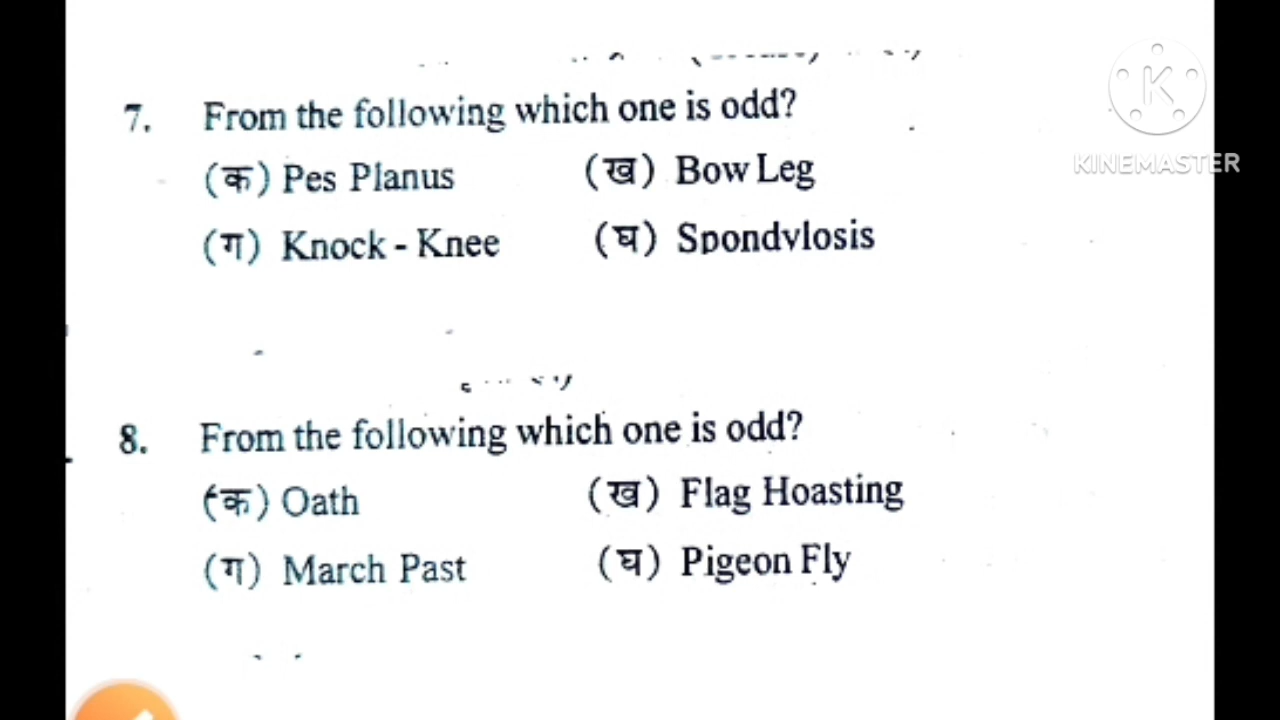 KINEMASTER
7. From the following which one is odd?
(क) Pes Planus (ख) Bow Leg
(ग) Knock - Knee (घ) Spondylosis
8. From the following which one is odd?
(क) Oath (ख) Flag Hoasting
(ग) March Past (घ) Pigeon Fly